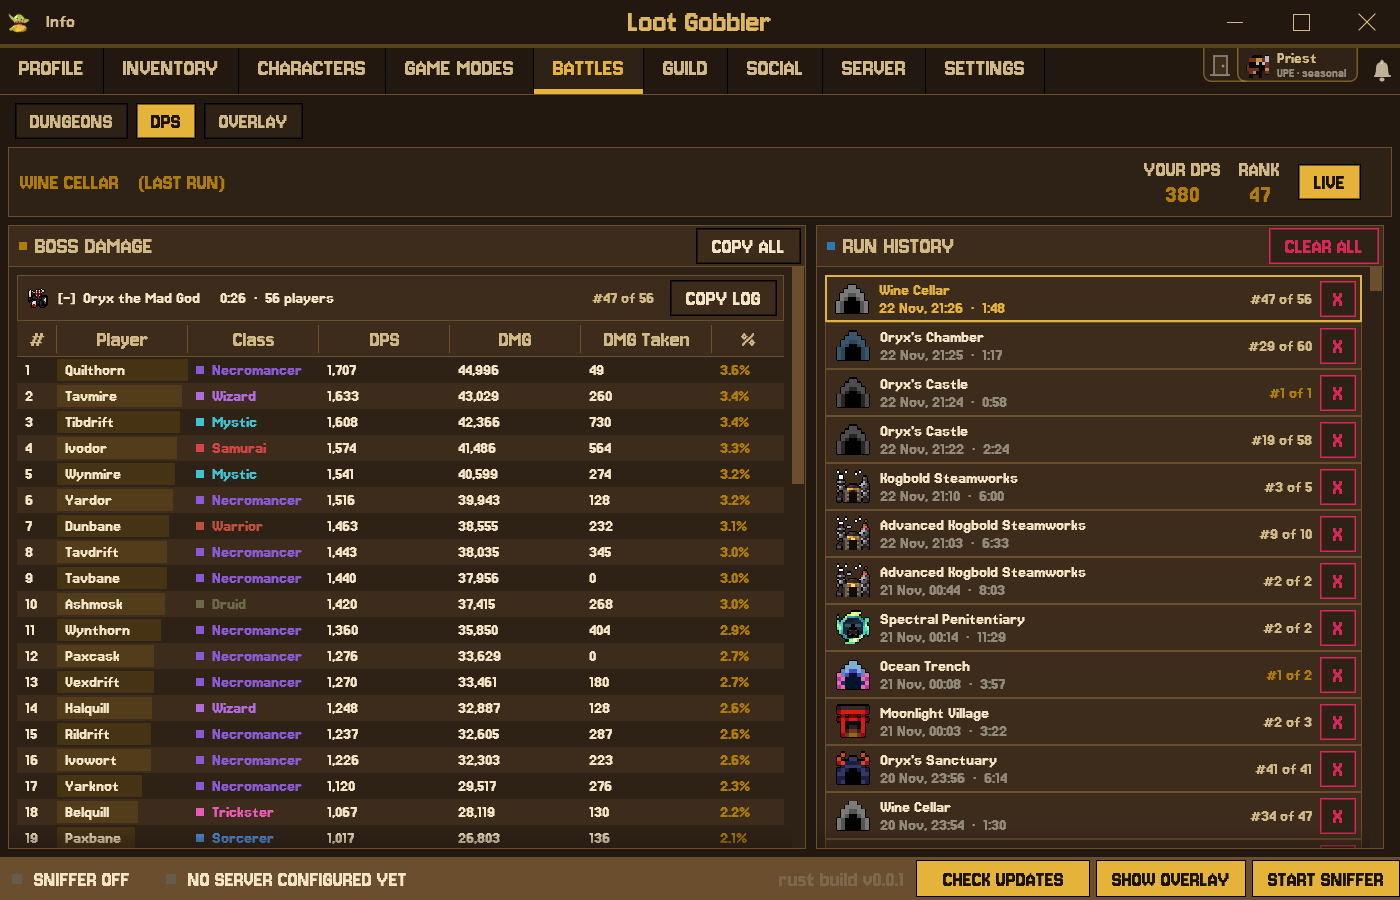 Info
Loot Gobbler
PROFILE INVENTORY CHARACTERS GAME MODES BATTLES GUILD SOCIAL SERVER SETTINGS
Priest
UPE · seasonal
DUNGEONS DPS OVERLAY
WINE CELLAR (LAST RUN)
YOUR DPS RANK
380 47
LIVE
BOSS DAMAGE COPY ALL
[-] Oryx the Mad God 0:26 · 56 players #47 of 56 COPY LOG
# Player Class DPS DMG DMG Taken %
1 Quilthorn Necromancer 1,707 44,996 49 3.6%
2 Tavmire Wizard 1,633 43,029 260 3.4%
3 Tibdrift Mystic 1,608 42,366 730 3.4%
4 Ivodor Samurai 1,574 41,486 564 3.3%
5 Wynmire Mystic 1,541 40,599 274 3.2%
6 Yardor Necromancer 1,516 39,943 128 3.2%
7 Dunbane Warrior 1,463 38,555 232 3.1%
8 Tavdrift Necromancer 1,443 38,035 345 3.0%
9 Tavbane Necromancer 1,440 37,956 0 3.0%
10 Ashmosk Druid 1,420 37,415 268 3.0%
11 Wynthorn Necromancer 1,360 35,850 404 2.9%
12 Paxcask Necromancer 1,276 33,629 0 2.7%
13 Vexdrift Necromancer 1,270 33,461 180 2.7%
14 Halquill Wizard 1,248 32,887 128 2.6%
15 Rildrift Necromancer 1,237 32,605 287 2.6%
16 Ivowort Necromancer 1,226 32,303 223 2.6%
17 Yarknot Necromancer 1,120 29,517 276 2.3%
18 Belquill Trickster 1,067 28,119 130 2.2%
19 Paxbane Sorcerer 1,017 26,803 136 2.1%
RUN HISTORY CLEAR ALL
Wine Cellar
22 Nov, 21:26 · 1:48 #47 of 56 X
Oryx's Chamber
22 Nov, 21:25 · 1:17 #29 of 60 X
Oryx's Castle
22 Nov, 21:24 · 0:58 #1 of 1 X
Oryx's Castle
22 Nov, 21:22 · 2:24 #19 of 58 X
Kogbold Steamworks
22 Nov, 21:10 · 6:00 #3 of 5 X
Advanced Kogbold Steamworks
22 Nov, 21:03 · 6:33 #9 of 10 X
Advanced Kogbold Steamworks
21 Nov, 00:44 · 8:03 #2 of 2 X
Spectral Penitentiary
21 Nov, 00:14 · 11:29 #2 of 2 X
Ocean Trench
21 Nov, 00:08 · 3:57 #1 of 2 X
Moonlight Village
21 Nov, 00:03 · 3:22 #2 of 3 X
Oryx's Sanctuary
20 Nov, 23:56 · 6:14 #41 of 41 X
Wine Cellar
20 Nov, 23:54 · 1:30 #34 of 47 X
SNIFFER OFF NO SERVER CONFIGURED YET rust build v0.0.1 CHECK UPDATES SHOW OVERLAY START SNIFFER